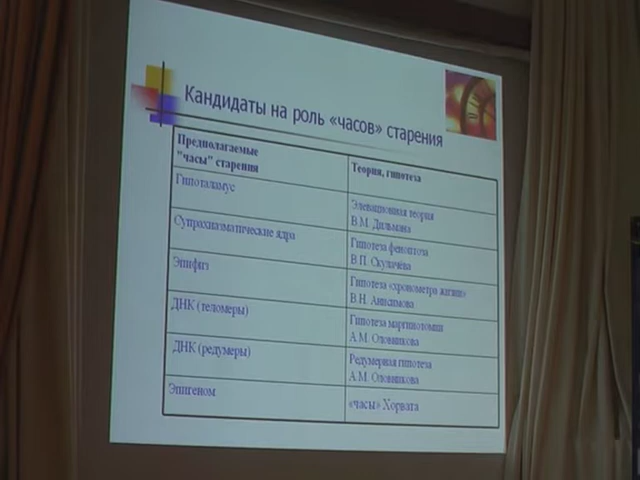 Кандидаты на роль «часов» старения
Предполагаемые
"часы" старения
Теория, гипотеза
Гипоталамус
Элевационная теория
В.М. Дильмана
Супрахиазматические ядра
Гипотеза феноптоза
В.П. Скулачёва
Эпифиз
Гипотеза «хронометра жизни»
В.Н. Анисимова
ДНК (теломеры)
Гипотеза маргинотомии
А.М. Оловникова
ДНК (редумеры)
Редумерная гипотеза
А.М. Оловникова
Эпигеном
«часы» Хорвата